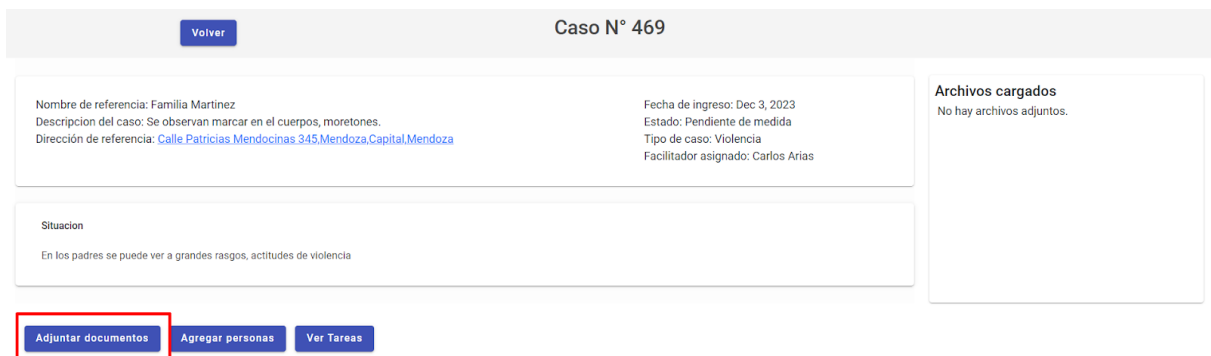 Volver
Caso N° 469
Nombre de referencia: Familia Martinez
Descripcion del caso: Se observan marcar en el cuerpos, moretones.
Dirección de referencia: Calle Patricias Mendocinas 345,Mendoza,Capital,Mendoza
Fecha de ingreso: Dec 3, 2023
Estado: Pendiente de medida
Tipo de caso: Violencia
Facilitador asignado: Carlos Arias
Archivos cargados
No hay archivos adjuntos.
Situacion
En los padres se puede ver a grandes rasgos, actitudes de violencia
Adjuntar documentos
Agregar personas
Ver Tareas